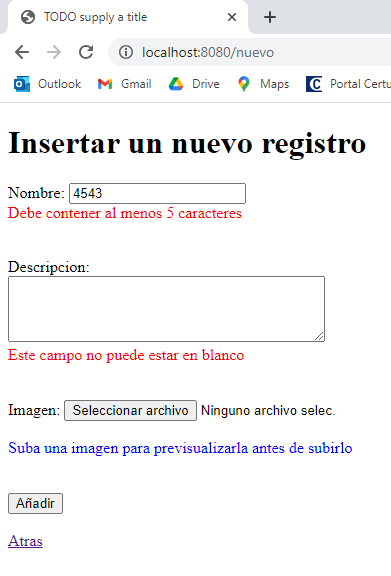 TODO supply a title
localhost:8080/nuevo
Outlook Gmail Drive Maps Portal Certu
Insertar un nuevo registro
Nombre: 4543
Debe contener al menos 5 caracteres
Descripcion:
Este campo no puede estar en blanco
Imagen: Seleccionar archivo Ninguno archivo selec.
Suba una imagen para previsualizarla antes de subirlo
Añadir
Atras